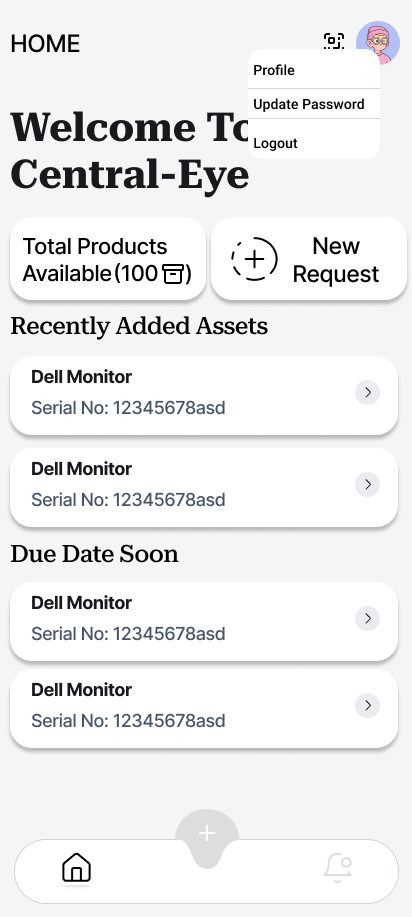 HOME
Profile
Update Password
Logout
Welcome To
Central-Eye
Total Products
Available(100)
New
Request
Recently Added Assets
Dell Monitor
Serial No: 12345678asd
Dell Monitor
Serial No: 12345678asd
Due Date Soon
Dell Monitor
Serial No: 12345678asd
Dell Monitor
Serial No: 12345678asd